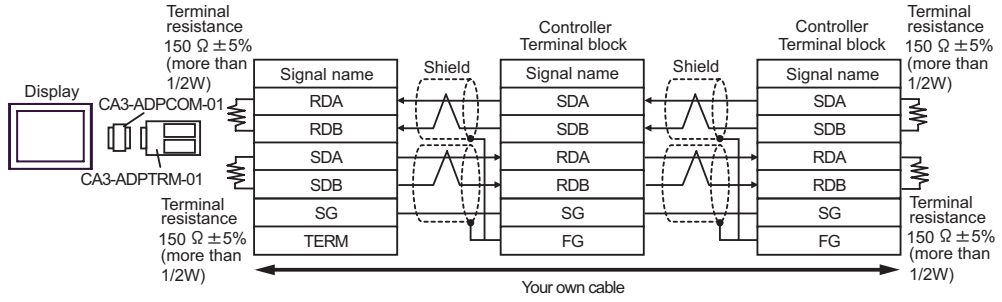 Terminal
resistance
150 Ω ±5%
(more than
1/2W)
Display
CA3-ADPCOM-01
CA3-ADPTRM-01
Terminal
resistance
150 Ω ±5%
(more than
1/2W)
Signal name
RDA
RDB
SDA
SDB
SG
TERM
Shield
Controller
Terminal block
Signal name
SDA
SDB
RDA
RDB
SG
FG
Shield
Controller
Terminal block
Signal name
SDA
SDB
RDA
RDB
SG
FG
Terminal
resistance
150 Ω ±5%
(more than
1/2W)
Terminal
resistance
150 Ω ±5%
(more than
1/2W)
Your own cable